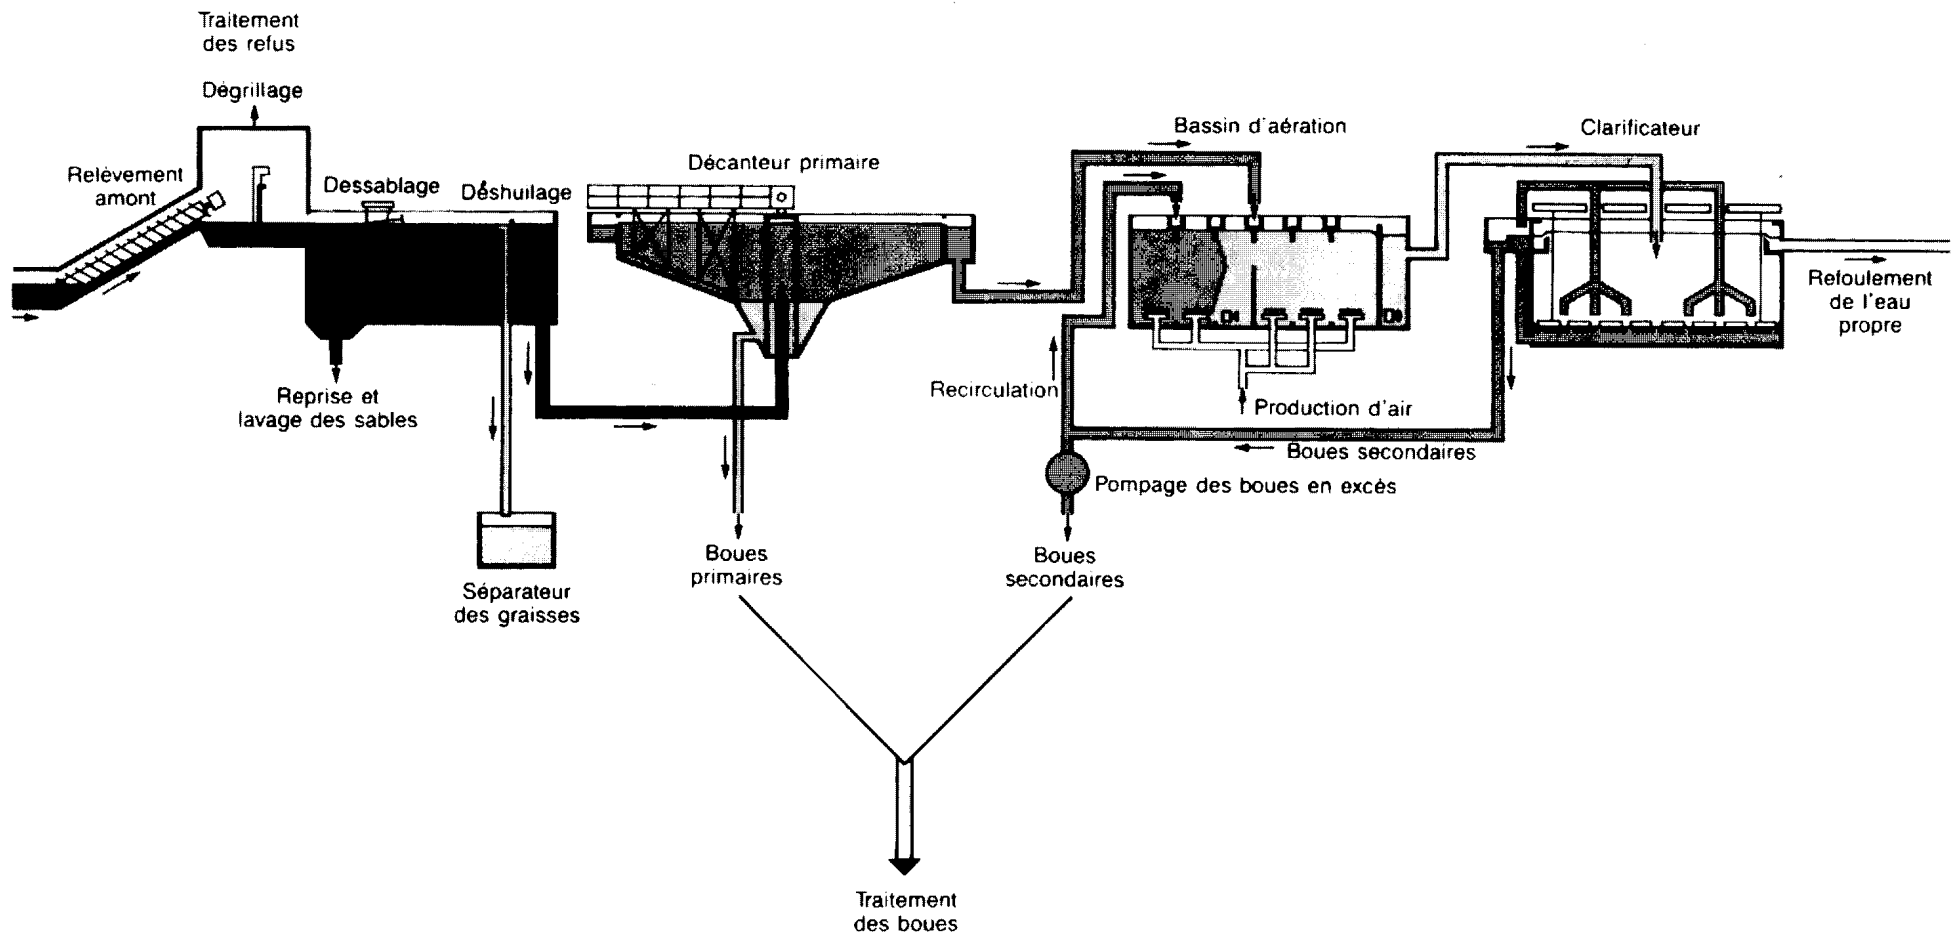 Traitement
des refus
Dégrillage
Relèvement
amont
Dessablage
Déshuilage
Décanteur primaire
Bassin d'aération
Clarificateur
Refoulement
de l'eau
propre
Reprise et
lavage des sables
Recirculation
Production d'air
Boues secondaires
Pompage des boues en excés
Séparateur
des graisses
Boues
primaires
Boues
secondaires
Traitement
des boues